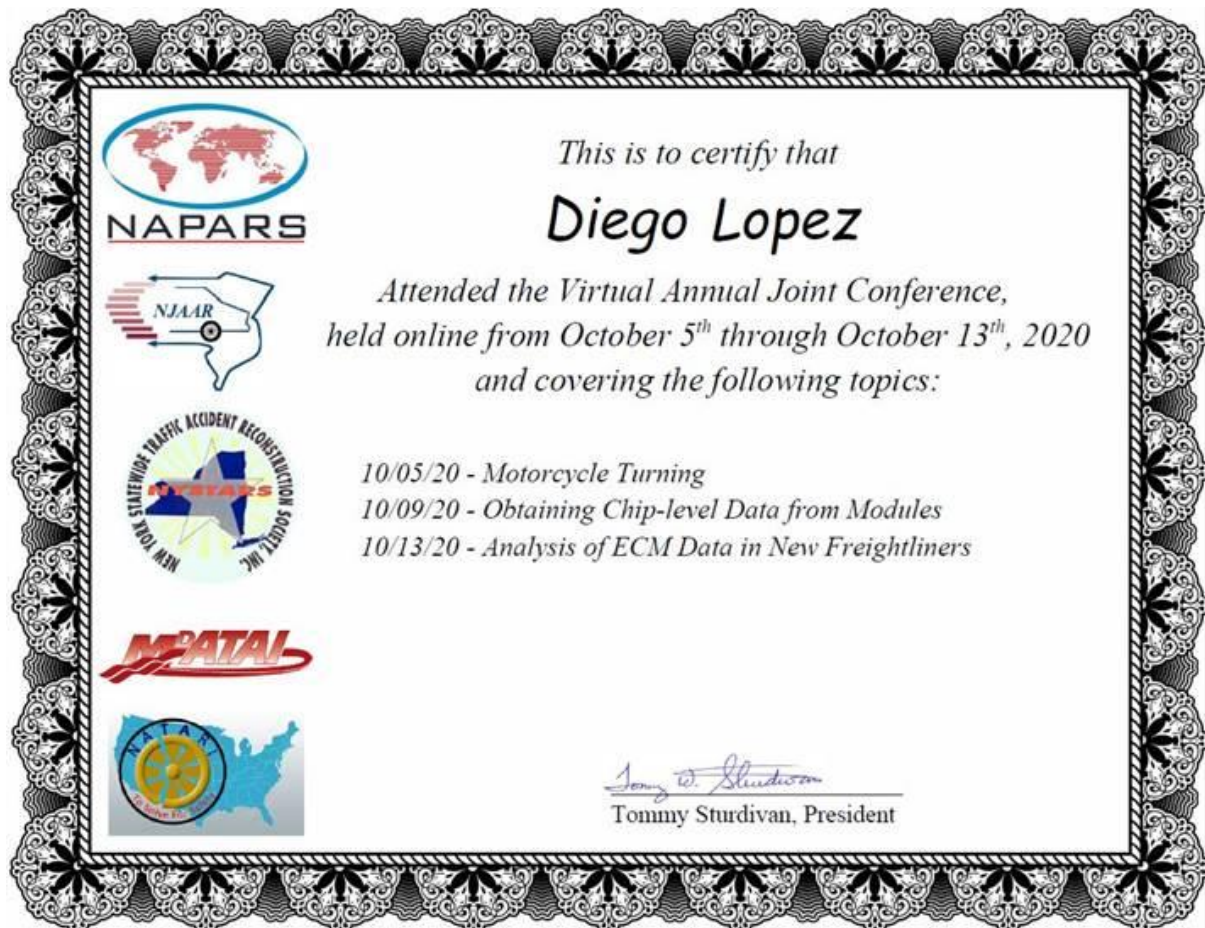 NAPARS
NJAAR
NEW YORK STATEWIDE TRAFFIC ACCIDENT RECONSTRUCTION SOCIETY, INC.
NYSTARS
MdATAI
NATARI
This is to certify that
Diego Lopez
Attended the Virtual Annual Joint Conference,
held online from October 5th through October 13th, 2020
and covering the following topics:
10/05/20 - Motorcycle Turning
10/09/20 - Obtaining Chip-level Data from Modules
10/13/20 - Analysis of ECM Data in New Freightliners
Tommy Sturdivan, President